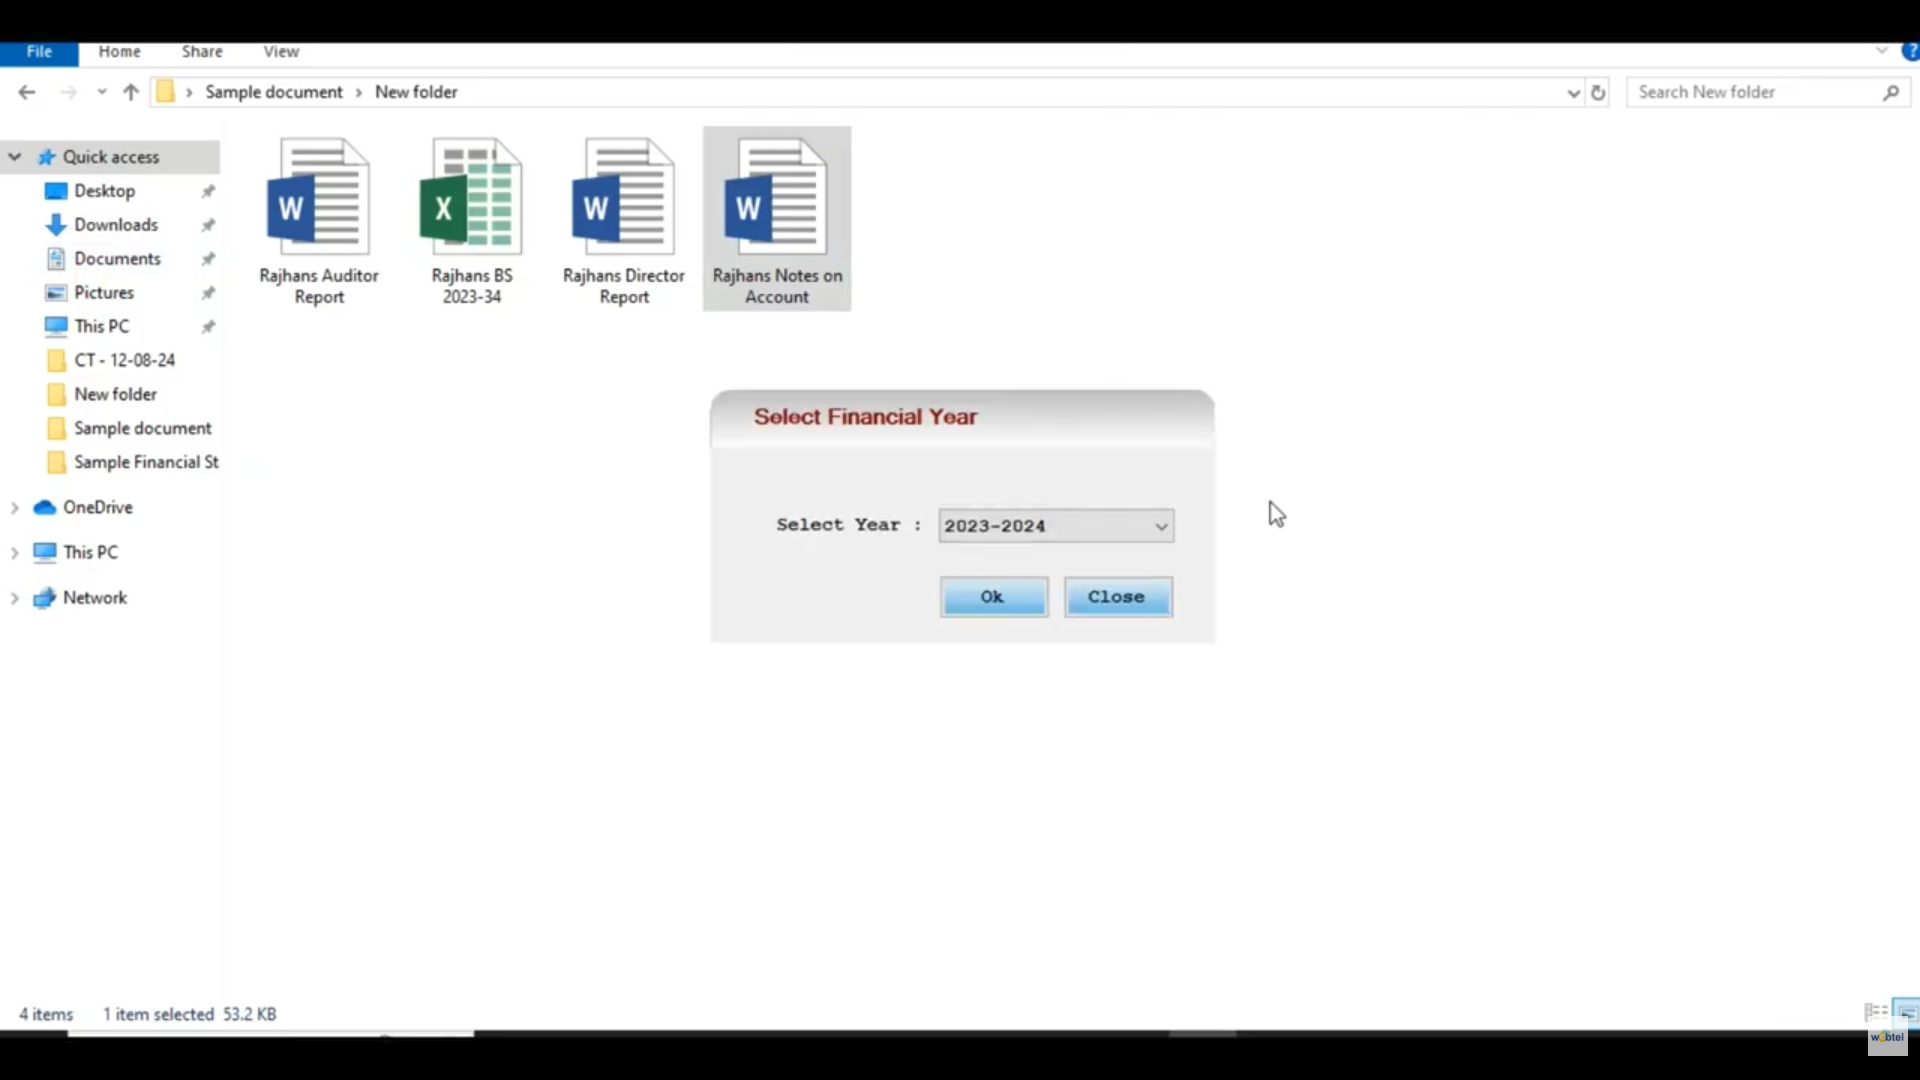 File Home Share View
?
Sample document New folder
Search New folder
Quick access
Desktop
Downloads
Documents
Pictures
This PC
CT - 12-08-24
New folder
Sample document
Sample Financial St
OneDrive
This PC
Network
W
Rajhans Auditor
Report
X
Rajhans BS
2023-34
W
Rajhans Director
Report
W
Rajhans Notes on
Account
Select Financial Year
Select Year : 2023-2024
Ok Close
4 items 1 item selected 53.2 KB
webtel